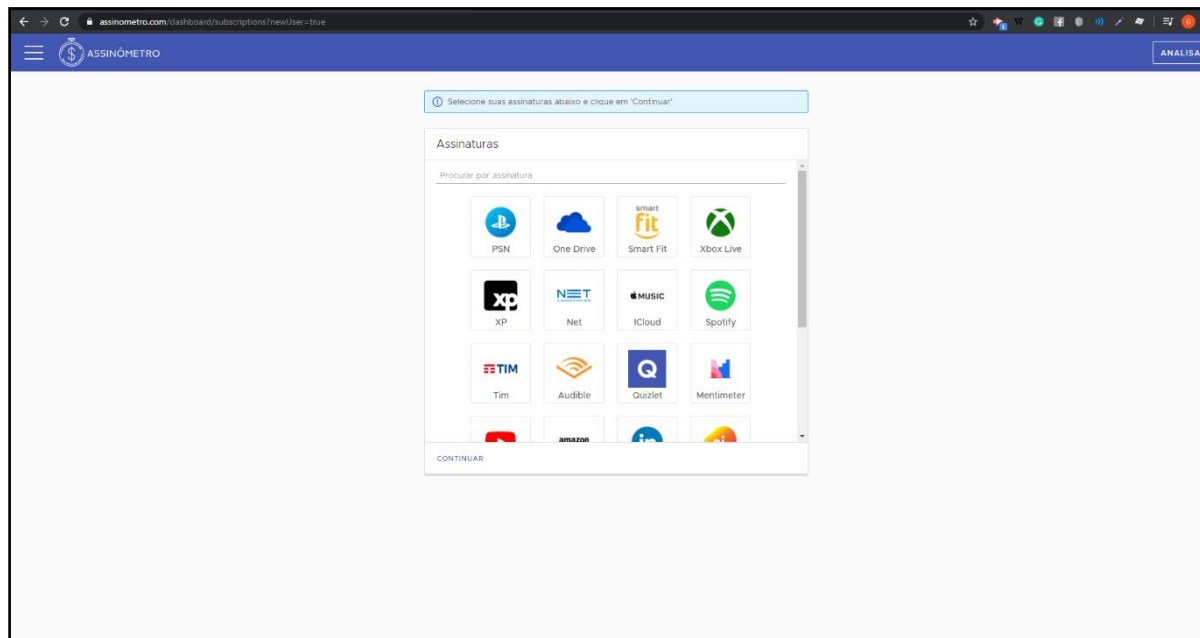 assinometro.com/dashboard/subscriptions?newUser=true
ASSINÔMETRO
ANALISA
Selecione suas assinaturas abaixo e clique em 'Continuar'
Assinaturas
Procurar por assinatura
PSN
One Drive
smart
fit
Smart Fit
Xbox Live
xp
XP
NET
Net
MUSIC
ICloud
Spotify
TIM
Tim
Audible
Q
Quizlet
Mentimeter
amazon
in
oi
CONTINUAR